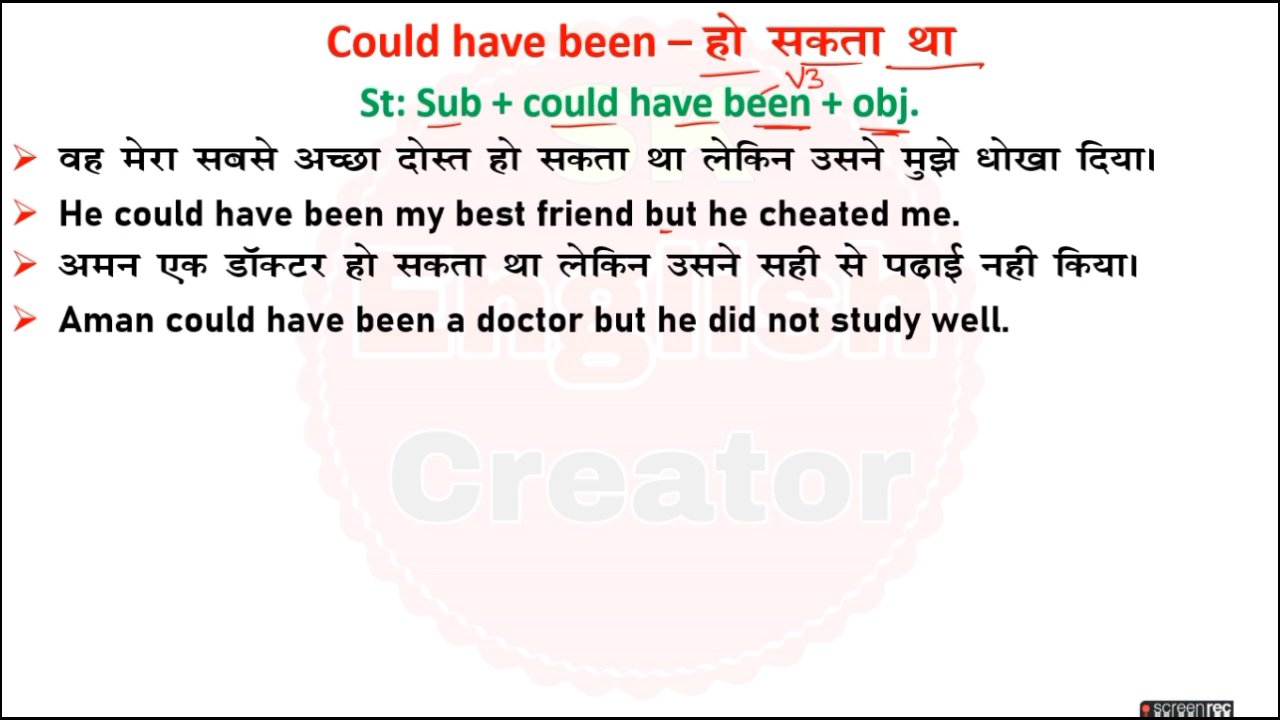 Could have been – हो सकता था
V3
St: Sub + could have been + obj.
➢ वह मेरा सबसे अच्छा दोस्त हो सकता था लेकिन उसने मुझे धोखा दिया।
➢ He could have been my best friend but he cheated me.
➢ अमन एक डॉक्टर हो सकता था लेकिन उसने सही से पढाई नही किया।
➢ Aman could have been a doctor but he did not study well.
SK
English
Creator
screenrec